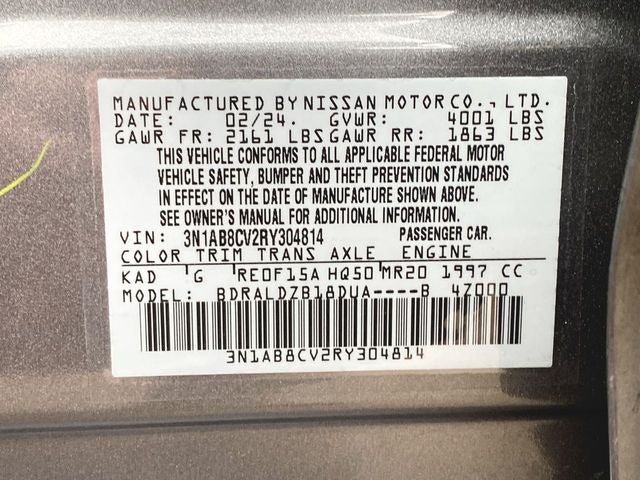 MANUFACTURED BY NISSAN MOTOR CO., LTD.
DATE: 02/24. GVWR: 4001 LBS
GAWR FR: 2161 LBS GAWR RR: 1863 LBS
THIS VEHICLE CONFORMS TO ALL APPLICABLE FEDERAL MOTOR
VEHICLE SAFETY, BUMPER AND THEFT PREVENTION STANDARDS
IN EFFECT ON THE DATE OF MANUFACTURE SHOWN ABOVE.
SEE OWNER'S MANUAL FOR ADDITIONAL INFORMATION.
VIN: 3N1AB8CV2RY304814 PASSENGER CAR.
COLOR TRIM TRANS AXLE ENGINE
KAD G RE0F15A HQ50 MR20 1997 CC
MODEL: BDRALDZB18DUA----B 4Z000
3N1AB8CV2RY304814